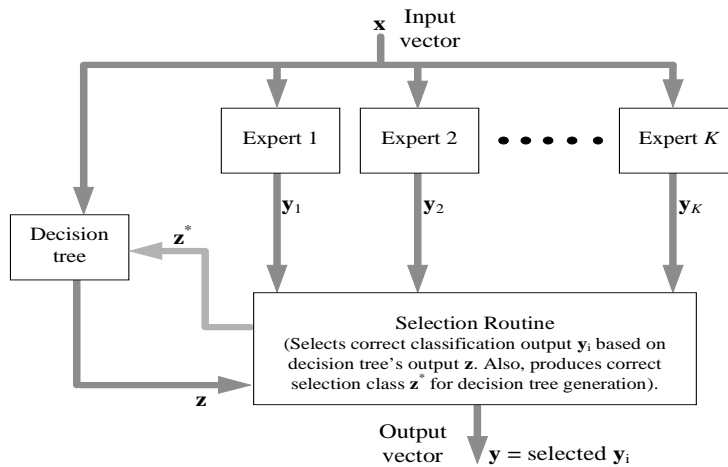 x Input
vector
Expert 1
Expert 2
Expert K
y1
y2
yK
Decision
tree
z*
Selection Routine
(Selects correct classification output yi based on
decision tree's output z. Also, produces correct
selection class z* for decision tree generation).
z
Output
vector
y = selected yi